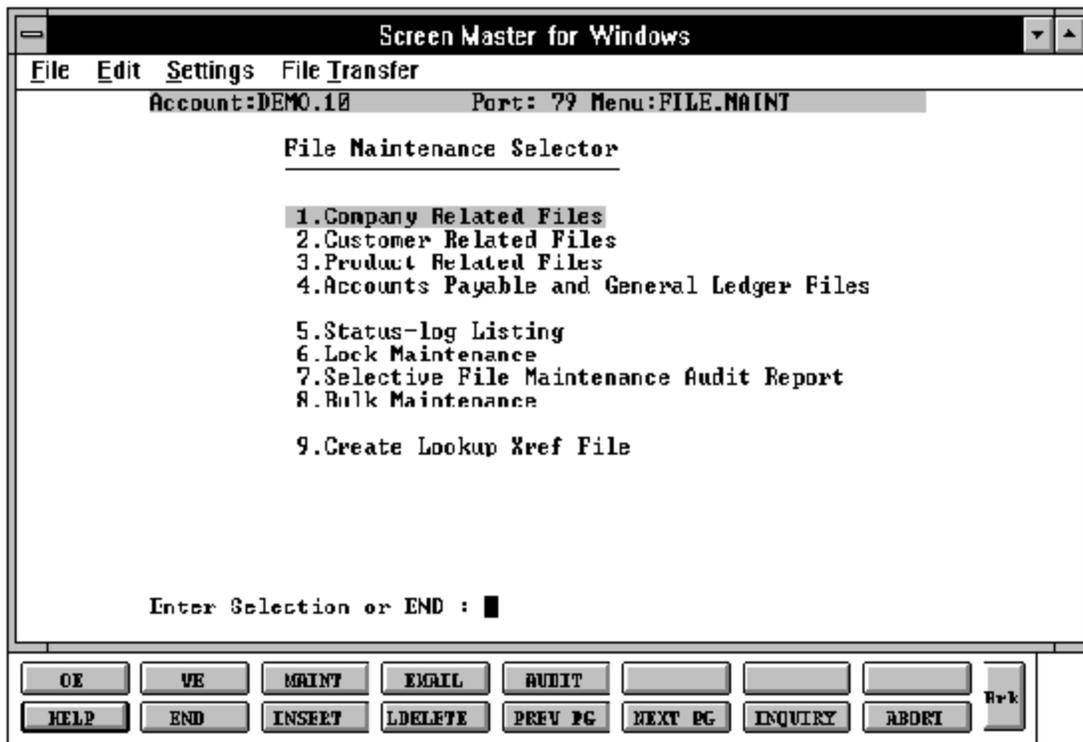 Screen Master for Windows
File Edit Settings File Transfer
Account:DEMO.10 Port: 79 Menu:FILE.MAINT
File Maintenance Selector
1.Company Related Files
2.Customer Related Files
3.Product Related Files
4.Accounts Payable and General Ledger Files
5.Status-log Listing
6.Lock Maintenance
7.Selective File Maintenance Audit Report
8.Bulk Maintenance
9.Create Lookup Xref File
Enter Selection or END :
OE VE MAINT EMAIL AUDIT
HELP END INSERT LDELETE PREV PG NEXT PG INQUIRY ABORT Brk